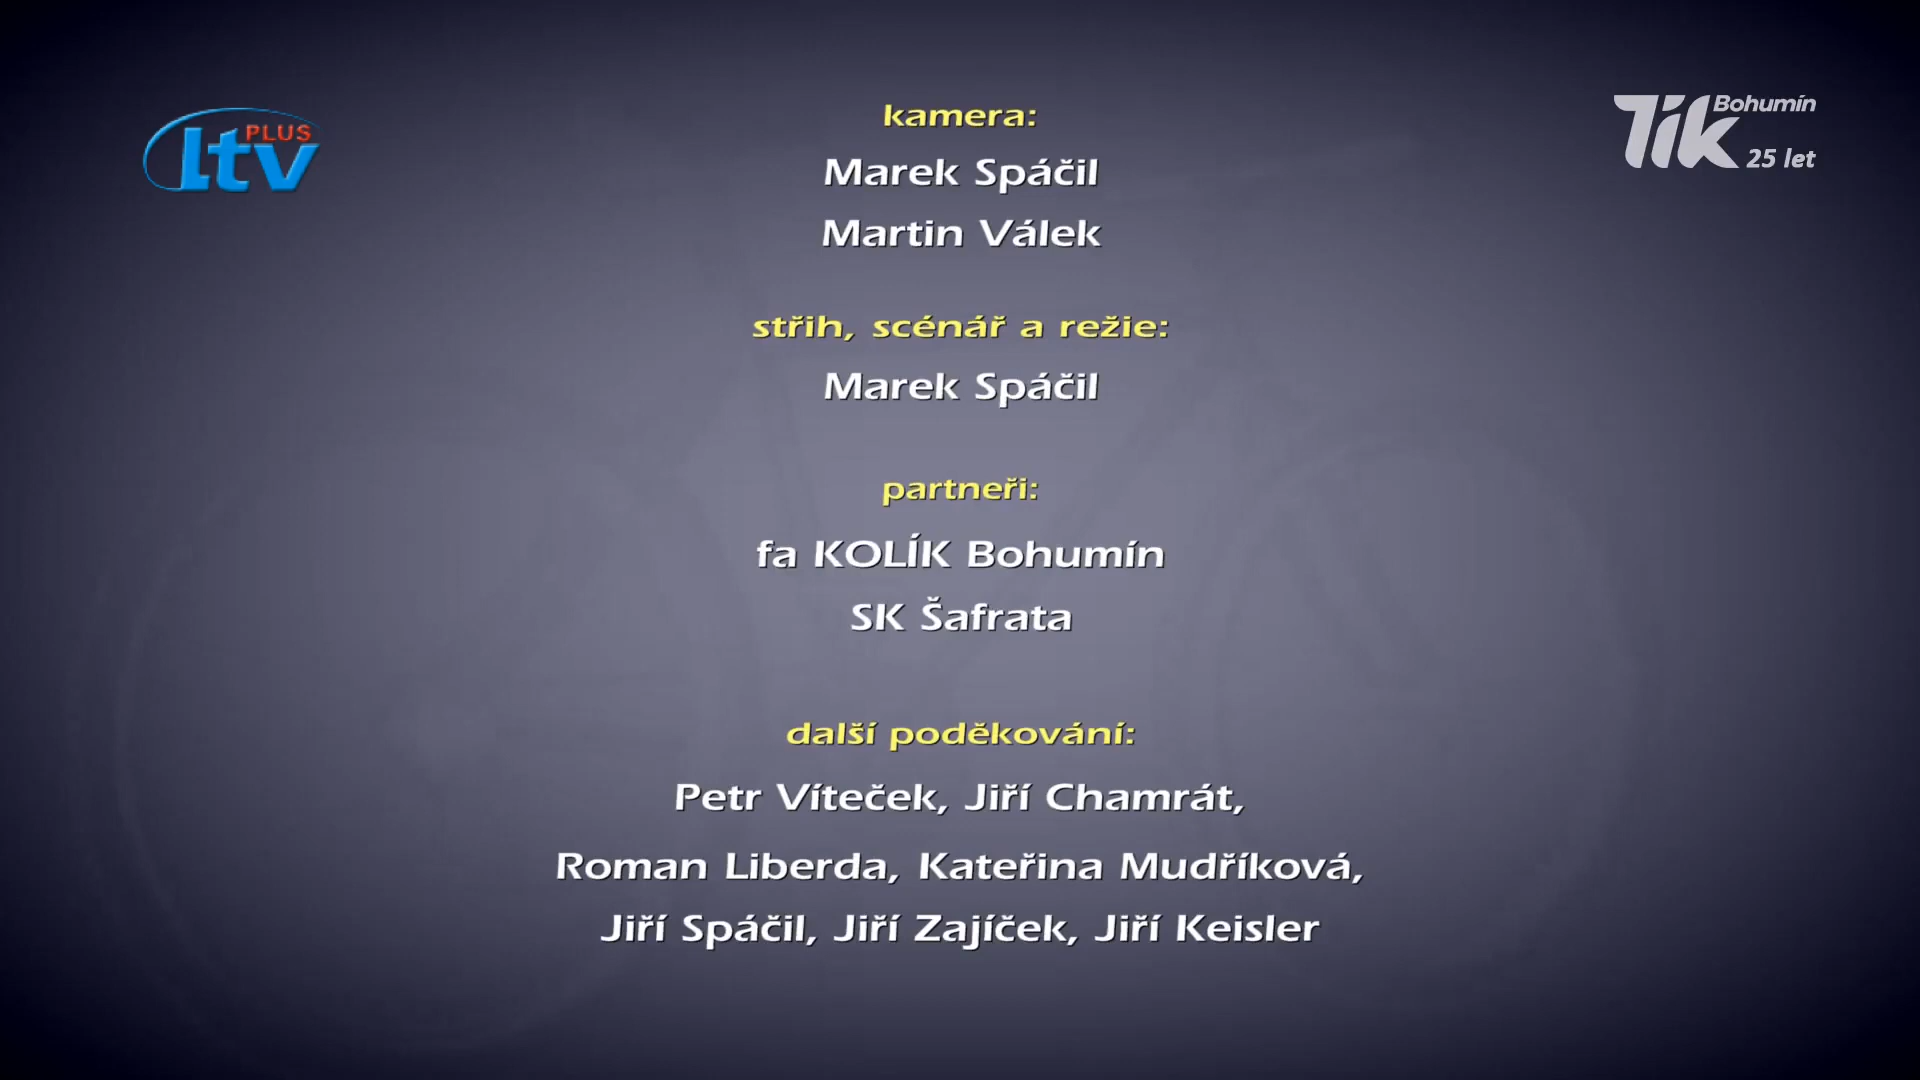 ltv PLUS
Tik Bohumín
25 let
kamera:
Marek Spáčil
Martin Válek
střih, scénář a režie:
Marek Spáčil
partneři:
fa KOLÍK Bohumín
SK Šafrata
další poděkování:
Petr Víteček, Jiří Chamrát,
Roman Liberda, Kateřina Mudříková,
Jiří Spáčil, Jiří Zajíček, Jiří Keisler